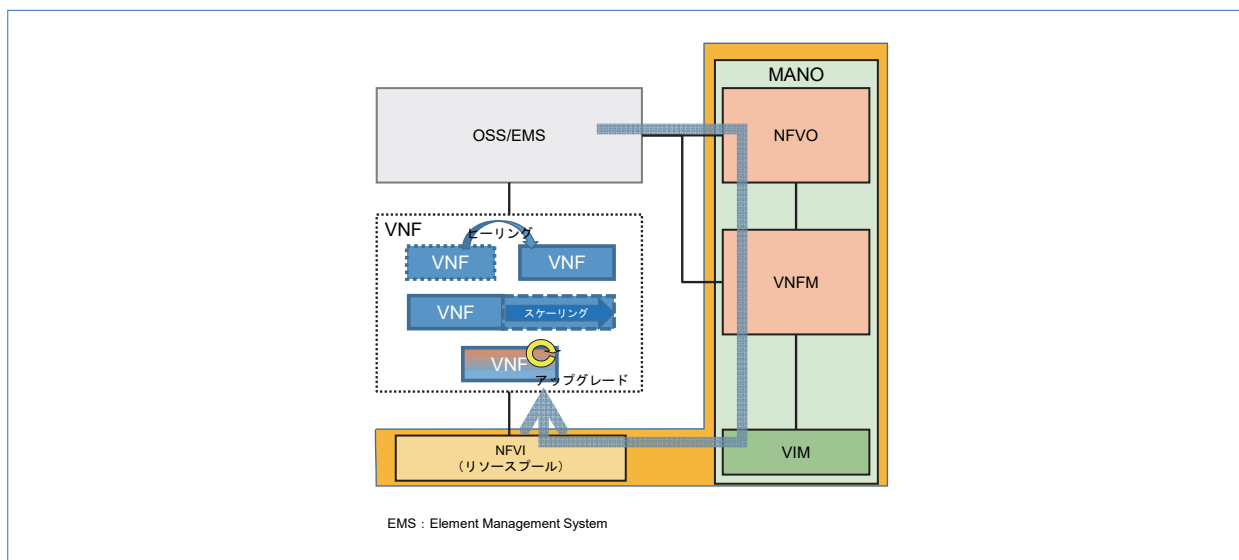 MANO
OSS/EMS
NFVO
VNF
ヒーリング
VNF
VNF
VNFM
VNF
スケーリング
VNF
アップグレード
NFVI
（リソースプール）
VIM
EMS：Element Management System